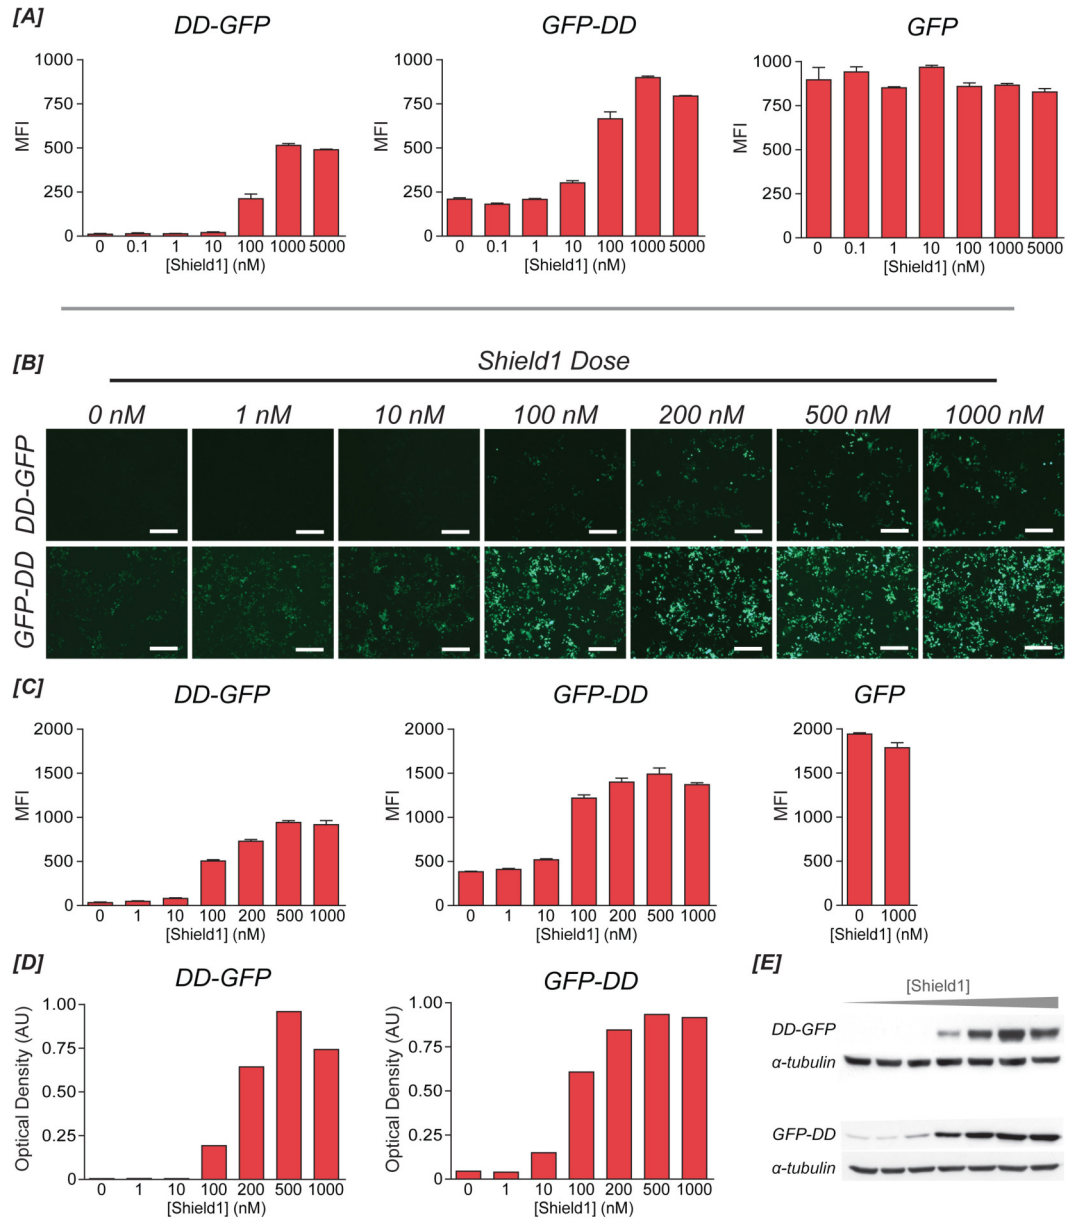 [A]
DD-GFP
GFP-DD
GFP
1000
750
500
250
0
MFI
0 0.1 1 10 100 1000 5000
[Shield1] (nM)
1000
750
500
250
0
MFI
0 0.1 1 10 100 1000 5000
[Shield1] (nM)
1000
750
500
250
0
MFI
0 0.1 1 10 100 1000 5000
[Shield1] (nM)
[B]
Shield1 Dose
0 nM 1 nM 10 nM 100 nM 200 nM 500 nM 1000 nM
DD-GFP
GFP-DD
[C]
DD-GFP
GFP-DD
GFP
2000
1500
1000
500
0
MFI
0 1 10 100 200 500 1000
[Shield1] (nM)
2000
1500
1000
500
0
MFI
0 1 10 100 200 500 1000
[Shield1] (nM)
2000
1500
1000
500
0
MFI
0 1000
[Shield1] (nM)
[D]
DD-GFP
GFP-DD
1.00
0.75
0.50
0.25
0
Optical Density (AU)
0 1 10 100 200 500 1000
[Shield1] (nM)
1.00
0.75
0.50
0.25
0
Optical Density (AU)
0 1 10 100 200 500 1000
[Shield1] (nM)
[E]
[Shield1]
DD-GFP
α-tubulin
GFP-DD
α-tubulin